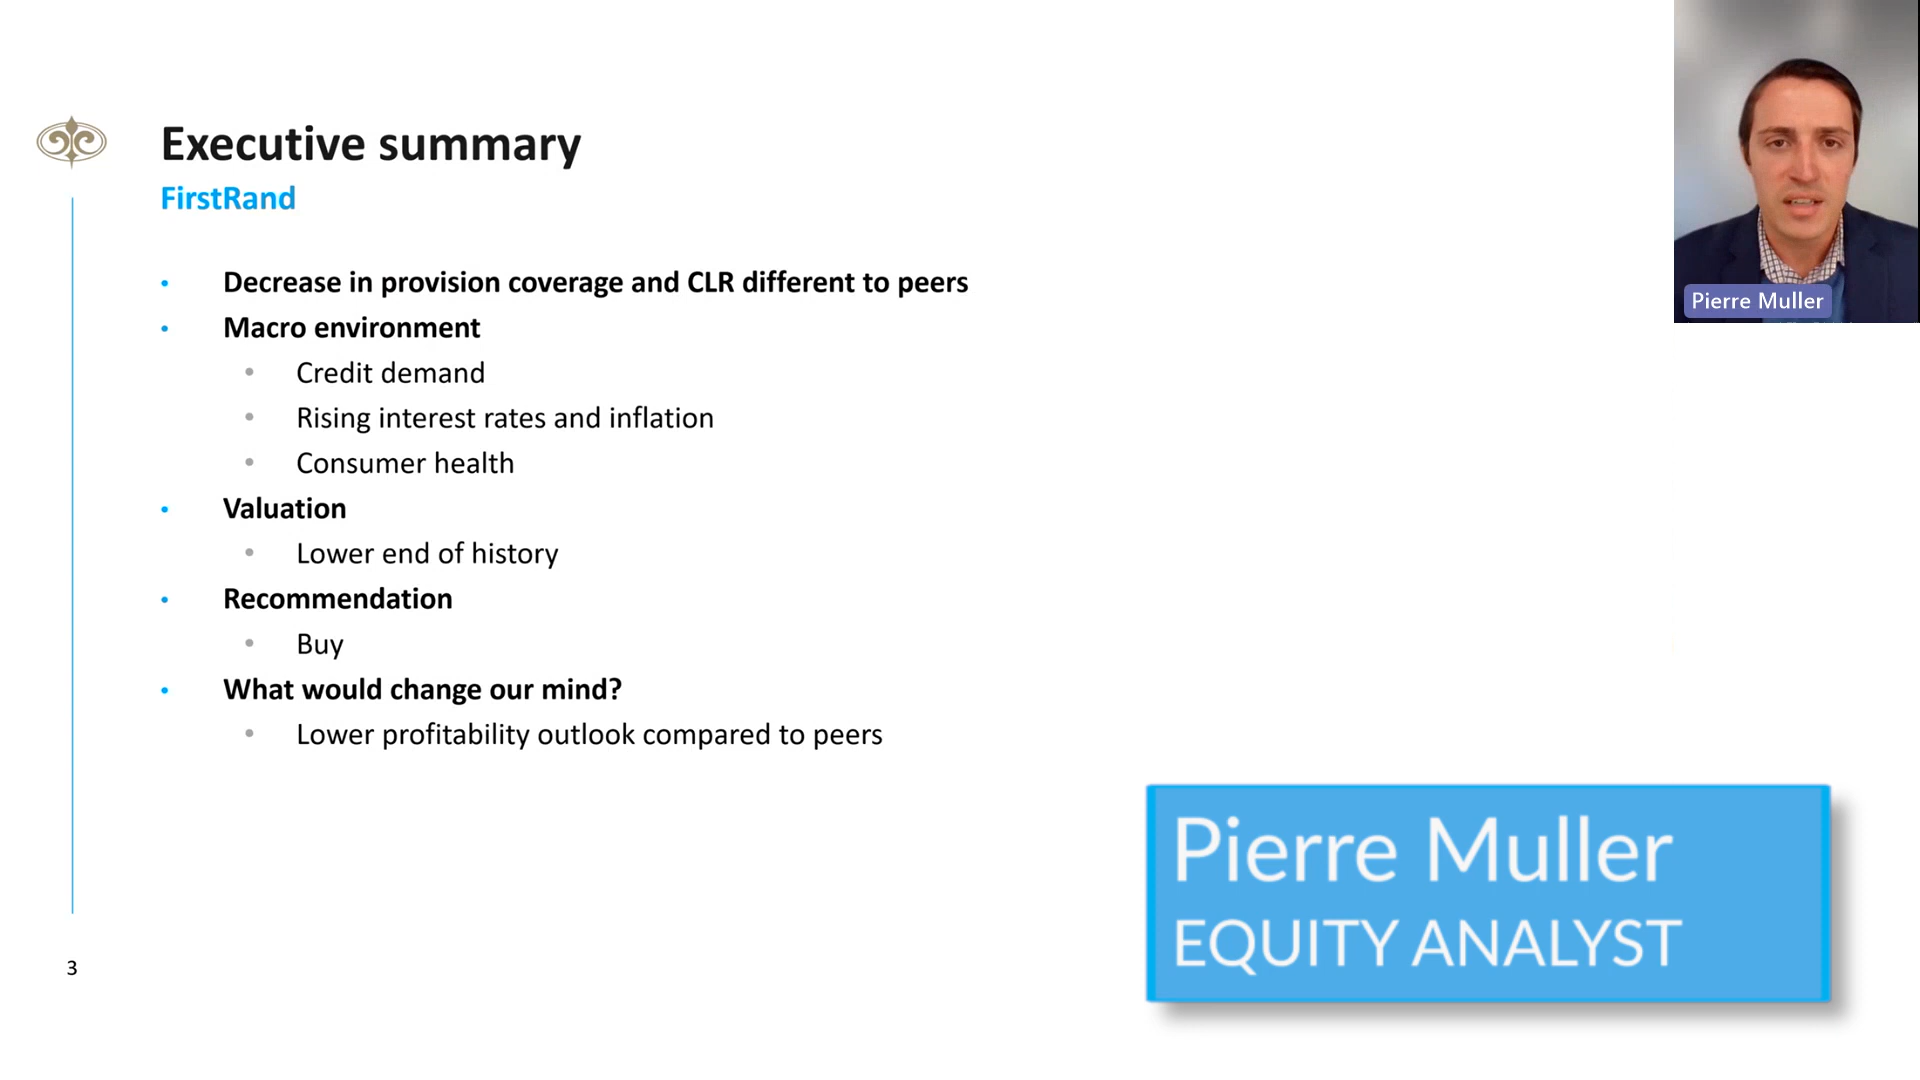 Executive summary
FirstRand
Decrease in provision coverage and CLR different to peers
Macro environment
Credit demand
Rising interest rates and inflation
Consumer health
Valuation
Lower end of history
Recommendation
Buy
What would change our mind?
Lower profitability outlook compared to peers
3
Pierre Muller
Pierre Muller
EQUITY ANALYST